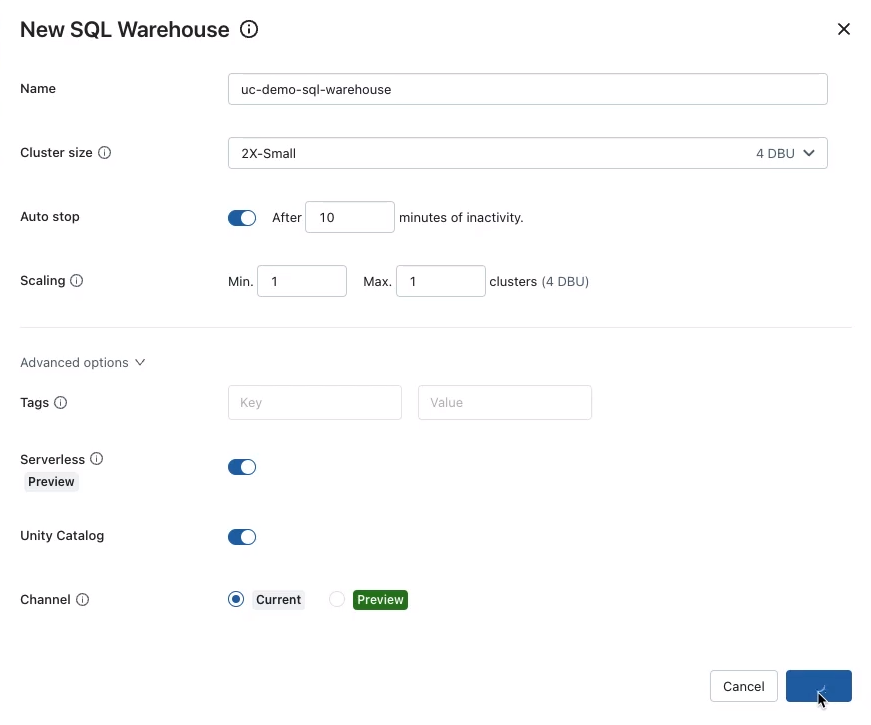 New SQL Warehouse
Name
uc-demo-sql-warehouse
Cluster size
2X-Small 4 DBU
Auto stop
After 10 minutes of inactivity.
Scaling
Min. 1 Max. 1 clusters (4 DBU)
Advanced options
Tags
Key Value
Serverless
Preview
Unity Catalog
Channel
Current Preview
Cancel